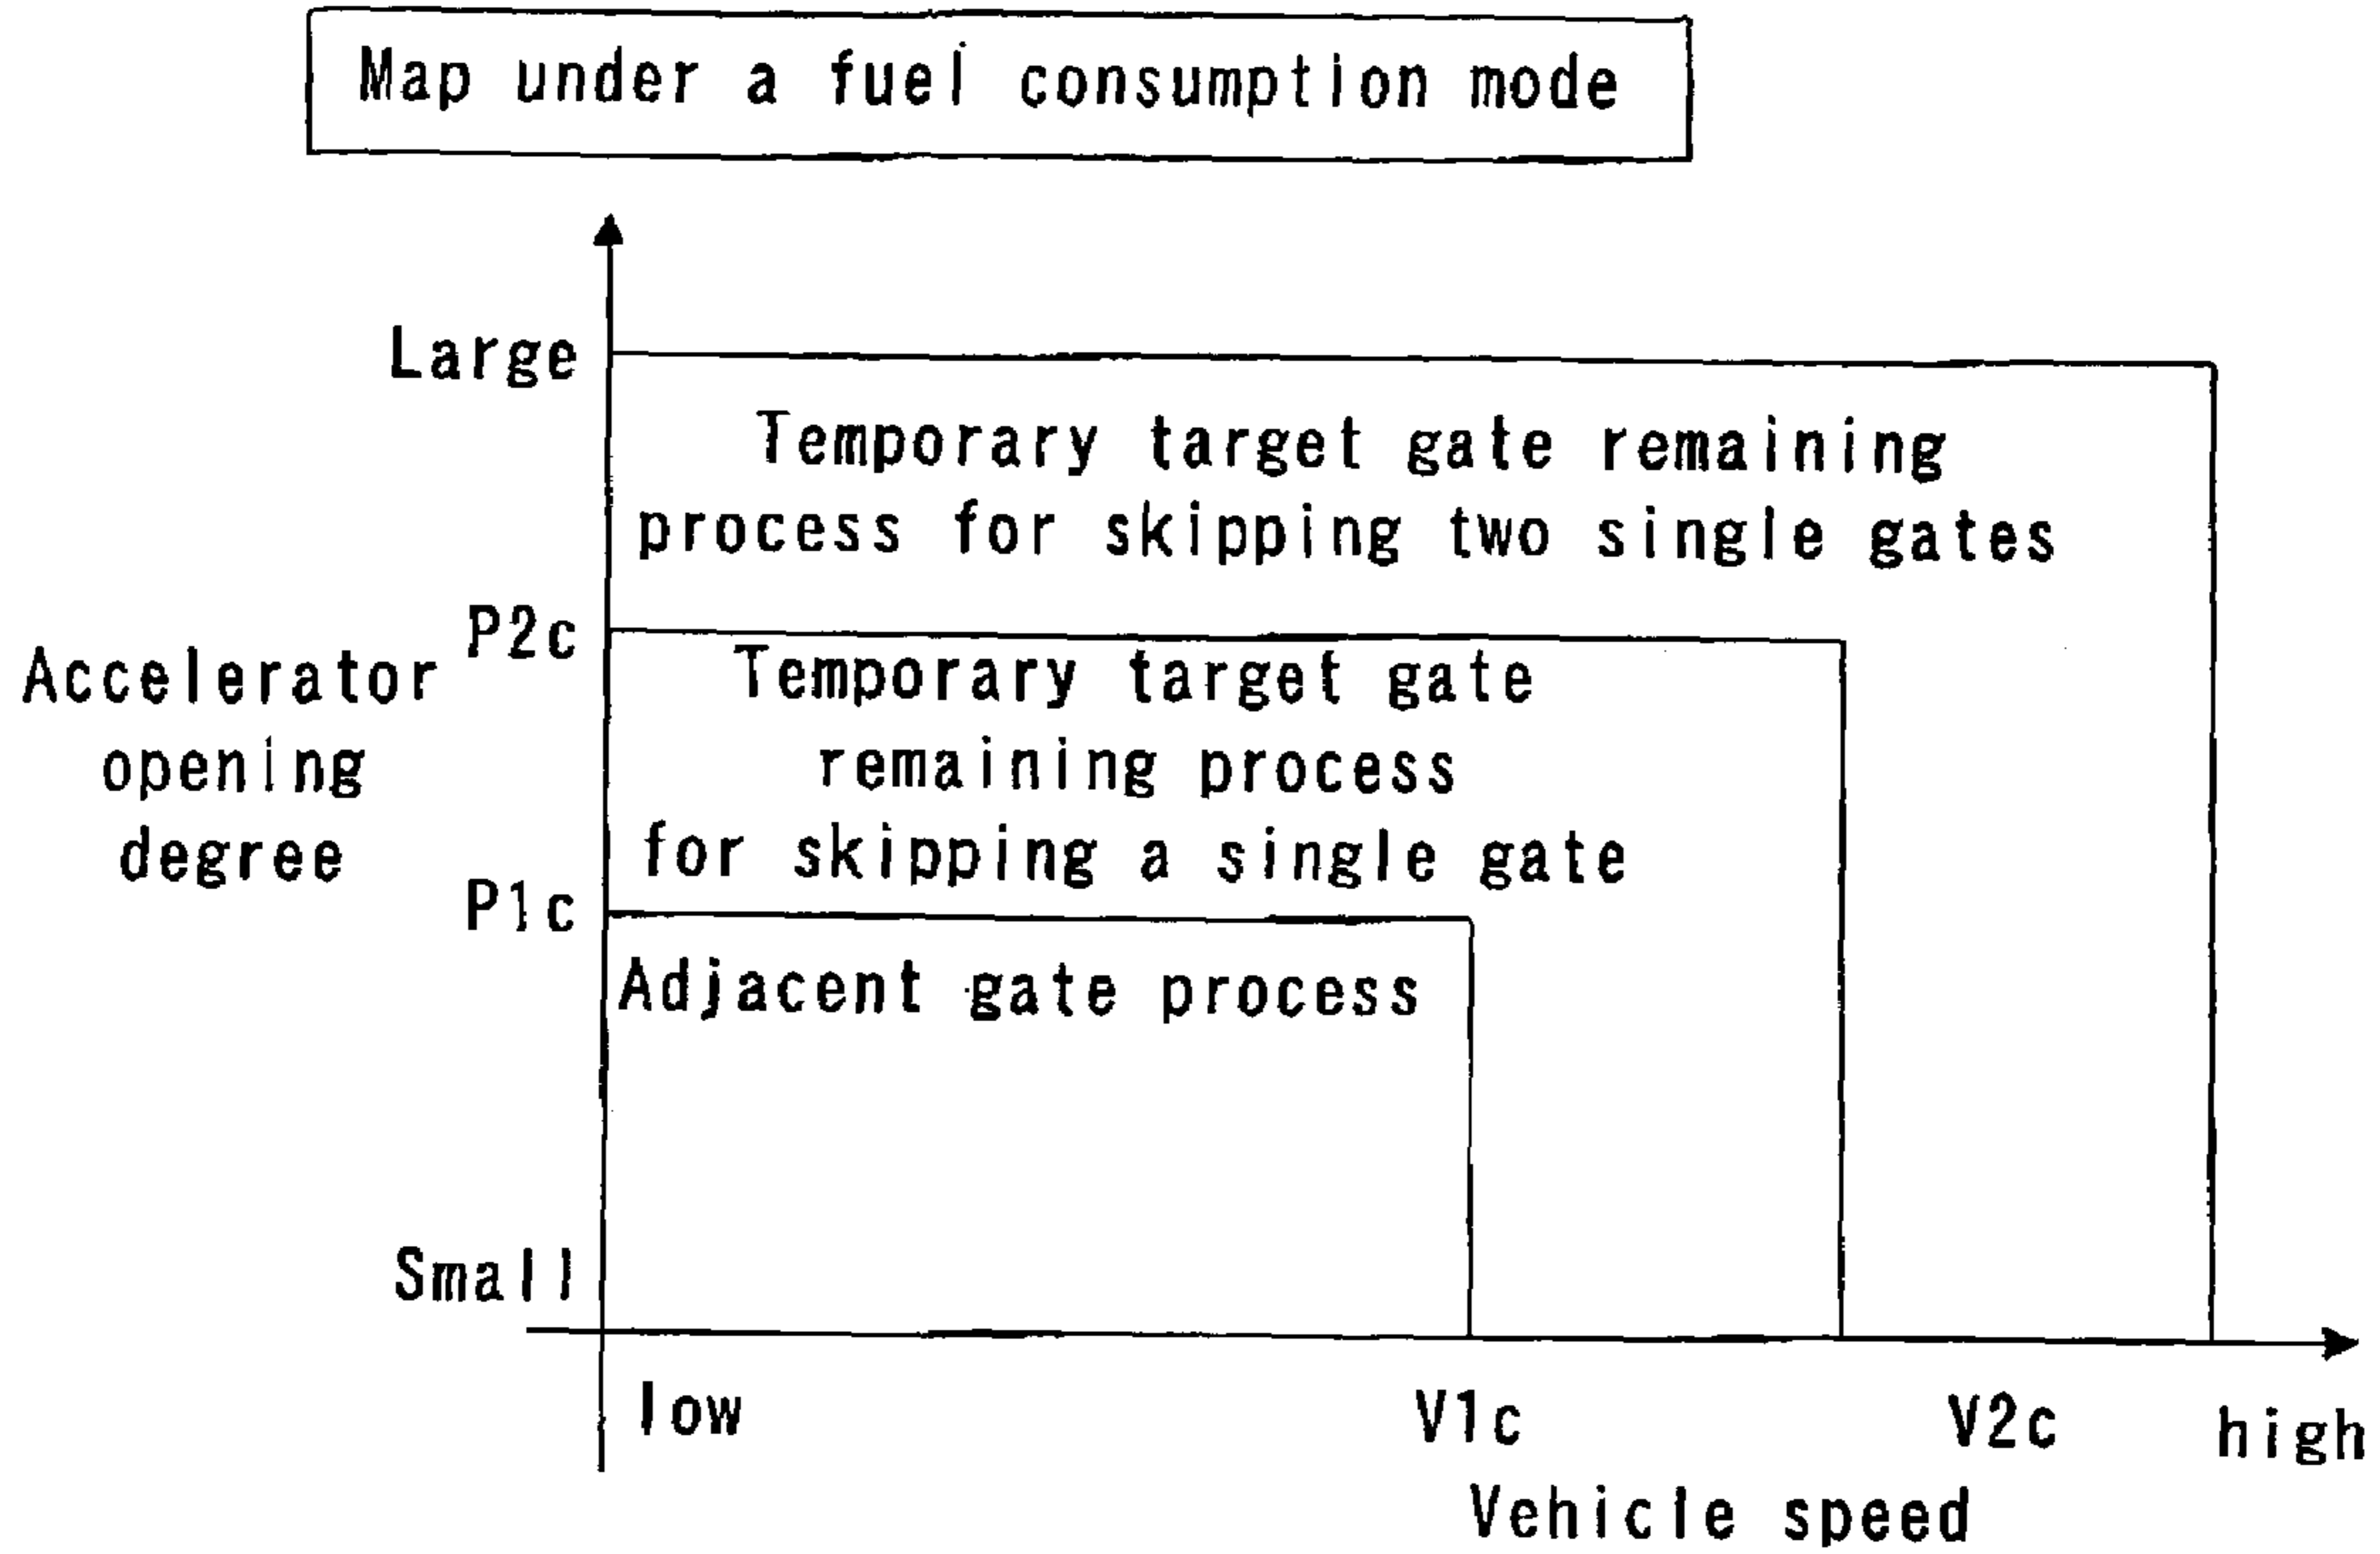 Map under a fuel consumption mode
Large
Temporary target gate remaining
process for skipping two single gates
P2c
Accelerator
opening
degree
Temporary target gate
remaining process
for skipping a single gate
P1c
Adjacent gate process
Small
low
V1c
V2c
high
Vehicle speed